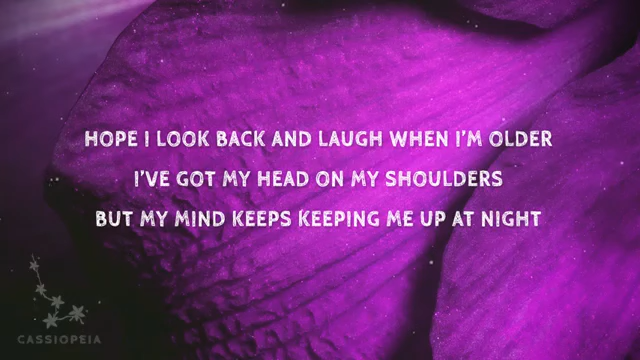 HOPE I LOOK BACK AND LAUGH WHEN I'M OLDER
I'VE GOT MY HEAD ON MY SHOULDERS
BUT MY MIND KEEPS KEEPING ME UP AT NIGHT
CASSIOPEIA